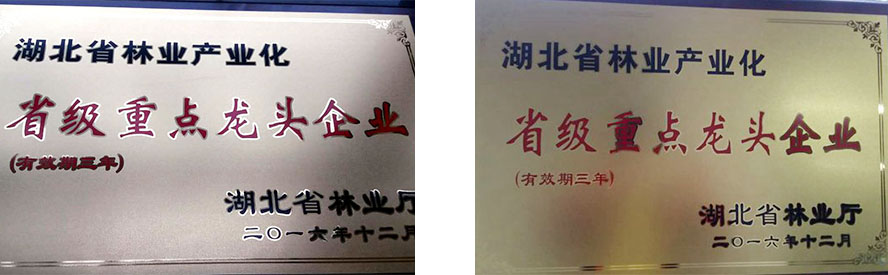 湖北省林业产业化
省级重点龙头企业
(有效期三年)
湖北省林业厅
二〇一六年十二月
湖北省林业产业化
省级重点龙头企业
(有效期三年)
湖北省林业厅
二〇一六年十二月